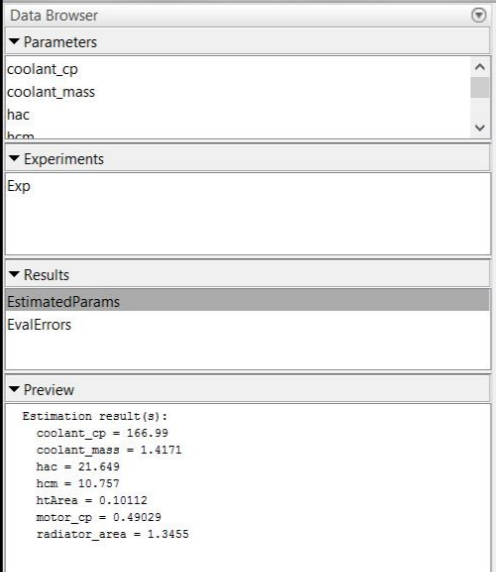 Data Browser
Parameters
coolant_cp
coolant_mass
hac
hcm
Experiments
Exp
Results
EstimatedParams
EvalErrors
Preview
Estimation result(s):
coolant_cp = 166.99
coolant_mass = 1.4171
hac = 21.649
hcm = 10.757
htArea = 0.10112
motor_cp = 0.49029
radiator_area = 1.3455